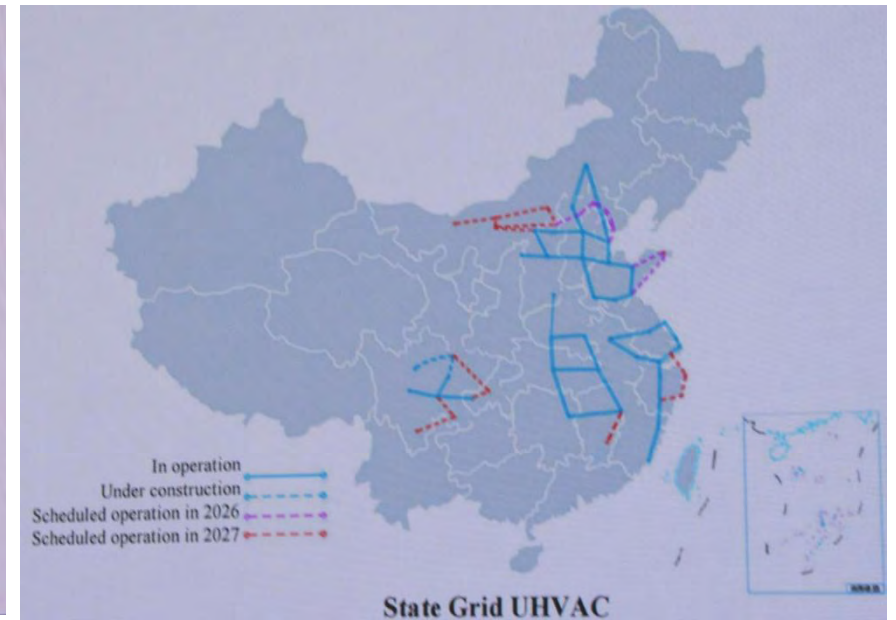 In operation
Under construction
Scheduled operation in 2026
Scheduled operation in 2027
State Grid UHVAC